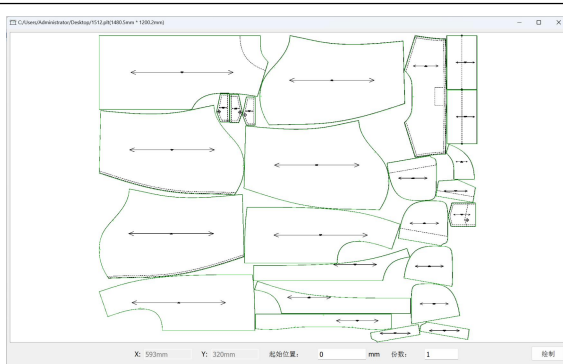 C:/Users/Administrator/Desktop/1512.plt(1480.5mm * 1200.2mm)
X: 593mm Y: 320mm 起始位置: 0 mm 份数: 1 绘制